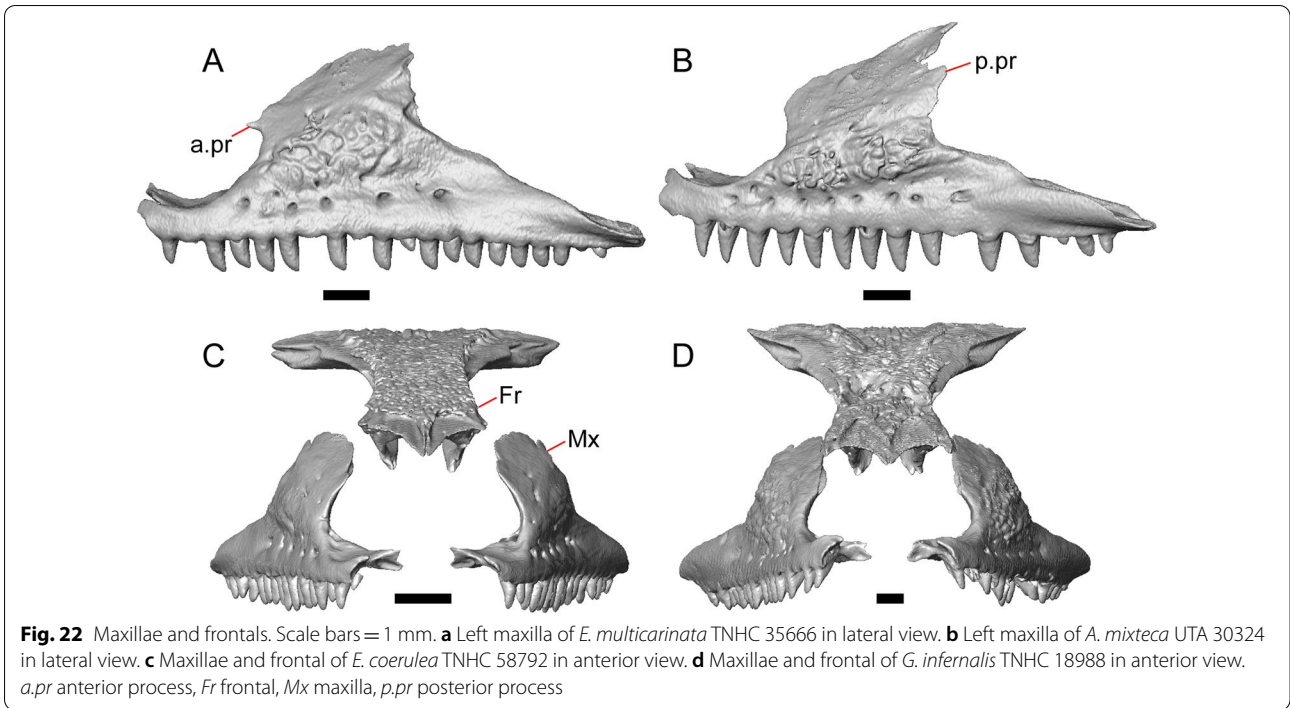 A
B
p.pr
a.pr
C
D
Fr
Mx
Fig. 22 Maxillae and frontals. Scale bars = 1 mm. a Left maxilla of E. multicarinata TNHC 35666 in lateral view. b Left maxilla of A. mixteca UTA 30324
in lateral view. c Maxillae and frontal of E. coerulea TNHC 58792 in anterior view. d Maxillae and frontal of G. infernalis TNHC 18988 in anterior view.
a.pr anterior process, Fr frontal, Mx maxilla, p.pr posterior process